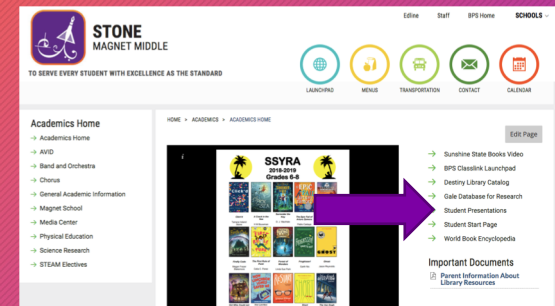 Edline Staff BPS Home SCHOOLS
STONE
MAGNET MIDDLE
TO SERVE EVERY STUDENT WITH EXCELLENCE AS THE STANDARD
LAUNCHPAD MENUS TRANSPORTATION CONTACT CALENDAR
Academics Home
Academics Home
AVID
Band and Orchestra
Chorus
General Academic Information
Magnet School
Media Center
Physical Education
Science Research
STEAM Electives
HOME > ACADEMICS > ACADEMICS HOME
i
SSYRA
2018-2019
Grades 6-8
Edit Page
Sunshine State Books Video
BPS Classlink Launchpad
Destiny Library Catalog
Gale Database for Research
Student Presentations
Student Start Page
World Book Encyclopedia
Important Documents
Parent Information About
Library Resources